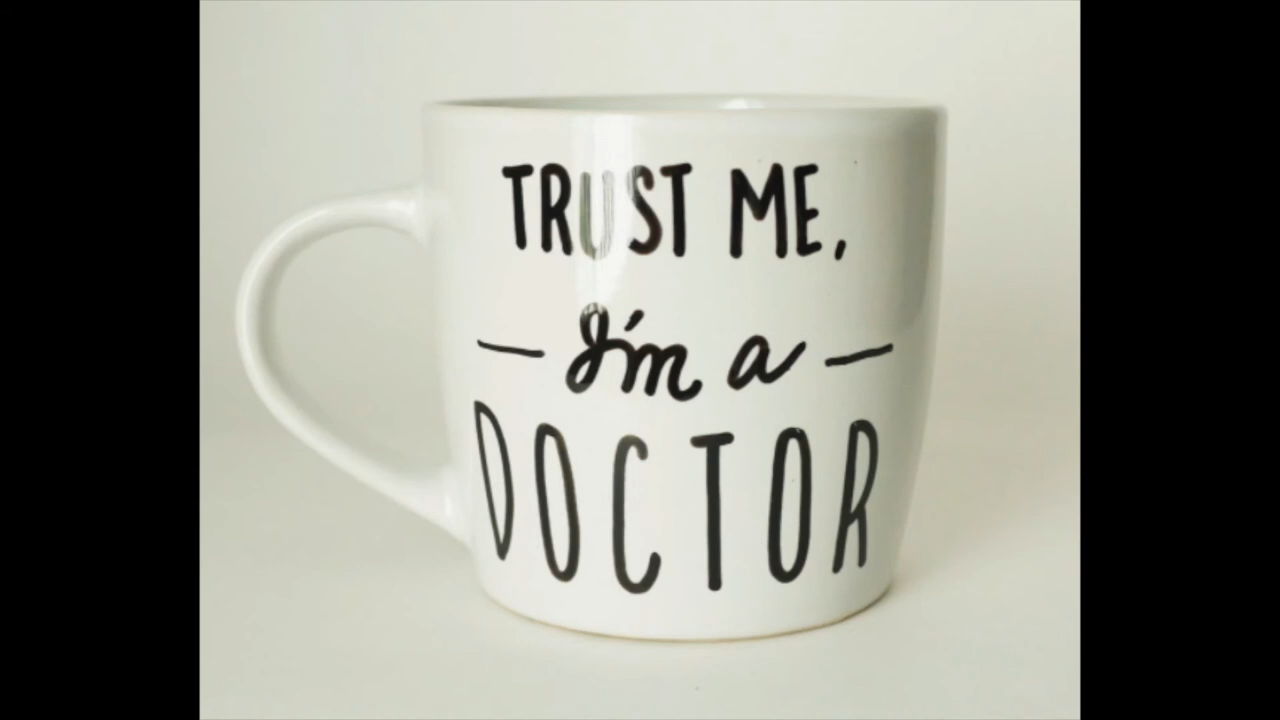 TRUST ME,
— I'm a —
DOCTOR